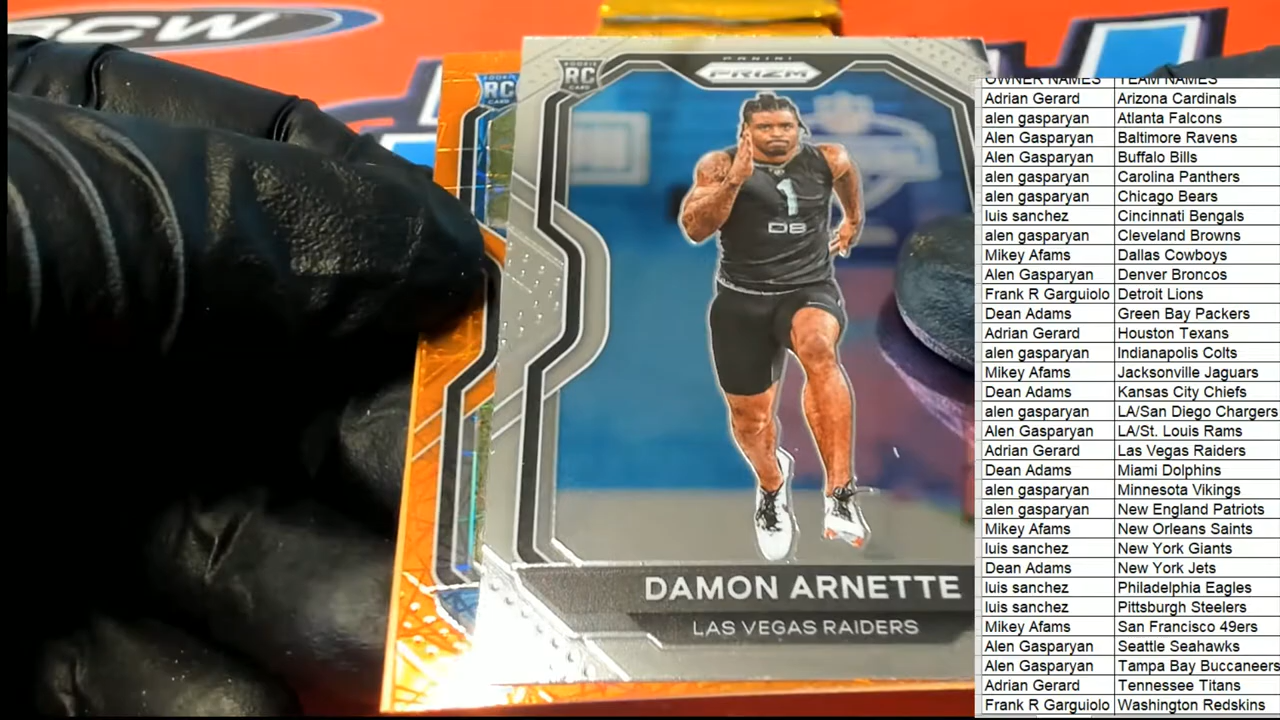 RCW
PANINI
PRIZM
ROOKIE
RC
CARD
ROOKIE
RC
CARD
1
DB
DAMON ARNETTE
LAS VEGAS RAIDERS
OWNER NAMES TEAM NAMES
Adrian Gerard Arizona Cardinals
alen gasparyan Atlanta Falcons
Alen Gasparyan Baltimore Ravens
Alen Gasparyan Buffalo Bills
alen gasparyan Carolina Panthers
alen gasparyan Chicago Bears
luis sanchez Cincinnati Bengals
alen gasparyan Cleveland Browns
Mikey Afams Dallas Cowboys
Alen Gasparyan Denver Broncos
Frank R Garguiolo Detroit Lions
Dean Adams Green Bay Packers
Adrian Gerard Houston Texans
alen gasparyan Indianapolis Colts
Mikey Afams Jacksonville Jaguars
Dean Adams Kansas City Chiefs
alen gasparyan LA/San Diego Chargers
Alen Gasparyan LA/St. Louis Rams
Adrian Gerard Las Vegas Raiders
Dean Adams Miami Dolphins
alen gasparyan Minnesota Vikings
alen gasparyan New England Patriots
Mikey Afams New Orleans Saints
luis sanchez New York Giants
Dean Adams New York Jets
luis sanchez Philadelphia Eagles
luis sanchez Pittsburgh Steelers
Mikey Afams San Francisco 49ers
Alen Gasparyan Seattle Seahawks
Alen Gasparyan Tampa Bay Buccaneers
Adrian Gerard Tennessee Titans
Frank R Garguiolo Washington Redskins